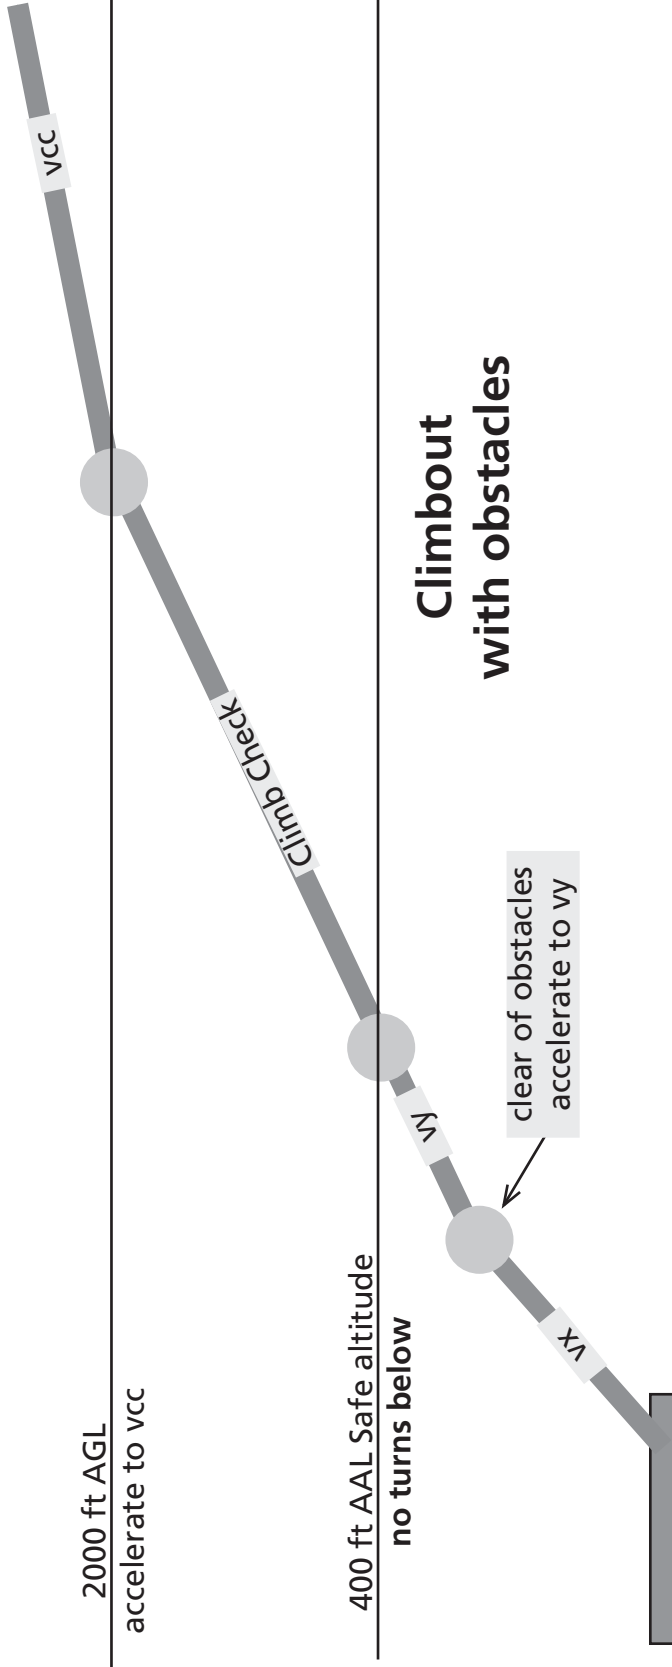 2000 ft AGL
accelerate to vcc
400 ft AAL Safe altitude
no turns below
vx
clear of obstacles
accelerate to vy
vy
Climb Check
vcc
Climbout
with obstacles